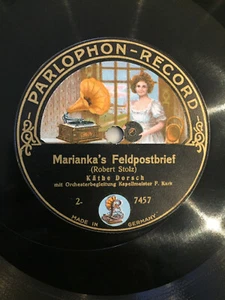 PARLOPHON-RECORD
Marianka's Feldpostbrief
(Robert Stolz)
Käthe Dorsch
mit Orchesterbegleitung Kapellmeister F. Kark
2- 7457
MADE IN GERMANY